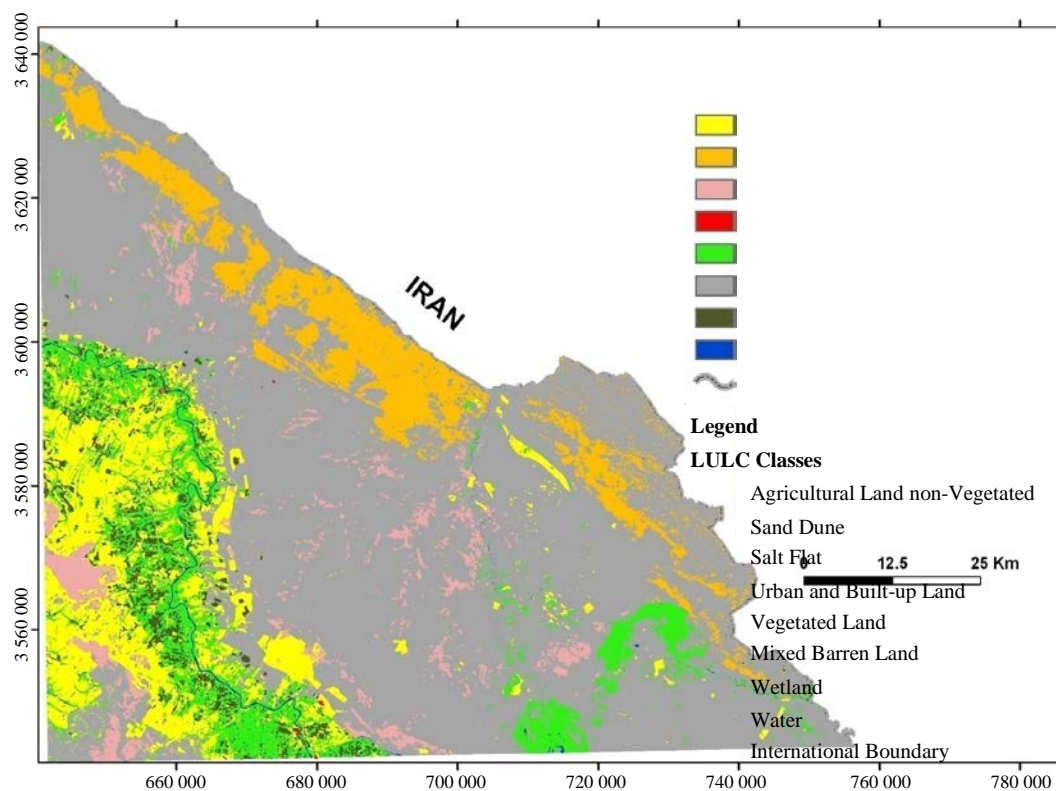 3 640 000
3 620 000
3 600 000
3 580 000
3 560 000
IRAN
Legend
LULC Classes
Agricultural Land non-Vegetated
Sand Dune
Salt Flat
0 12.5 25 Km
Urban and Built-up Land
Vegetated Land
Mixed Barren Land
Wetland
Water
International Boundary
660 000 680 000 700 000 720 000 740 000 760 000 780 000